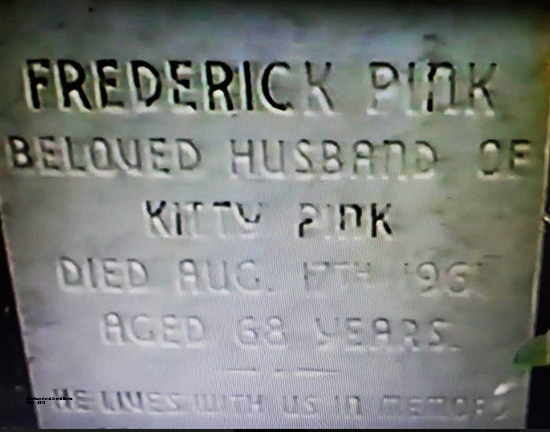 FREDERICK PINK
BELOVED HUSBAND OF
KITTY PINK
DIED AUG. 17TH
AGED 68 YEARS.
HE LIVES WITH US IN MEMORY